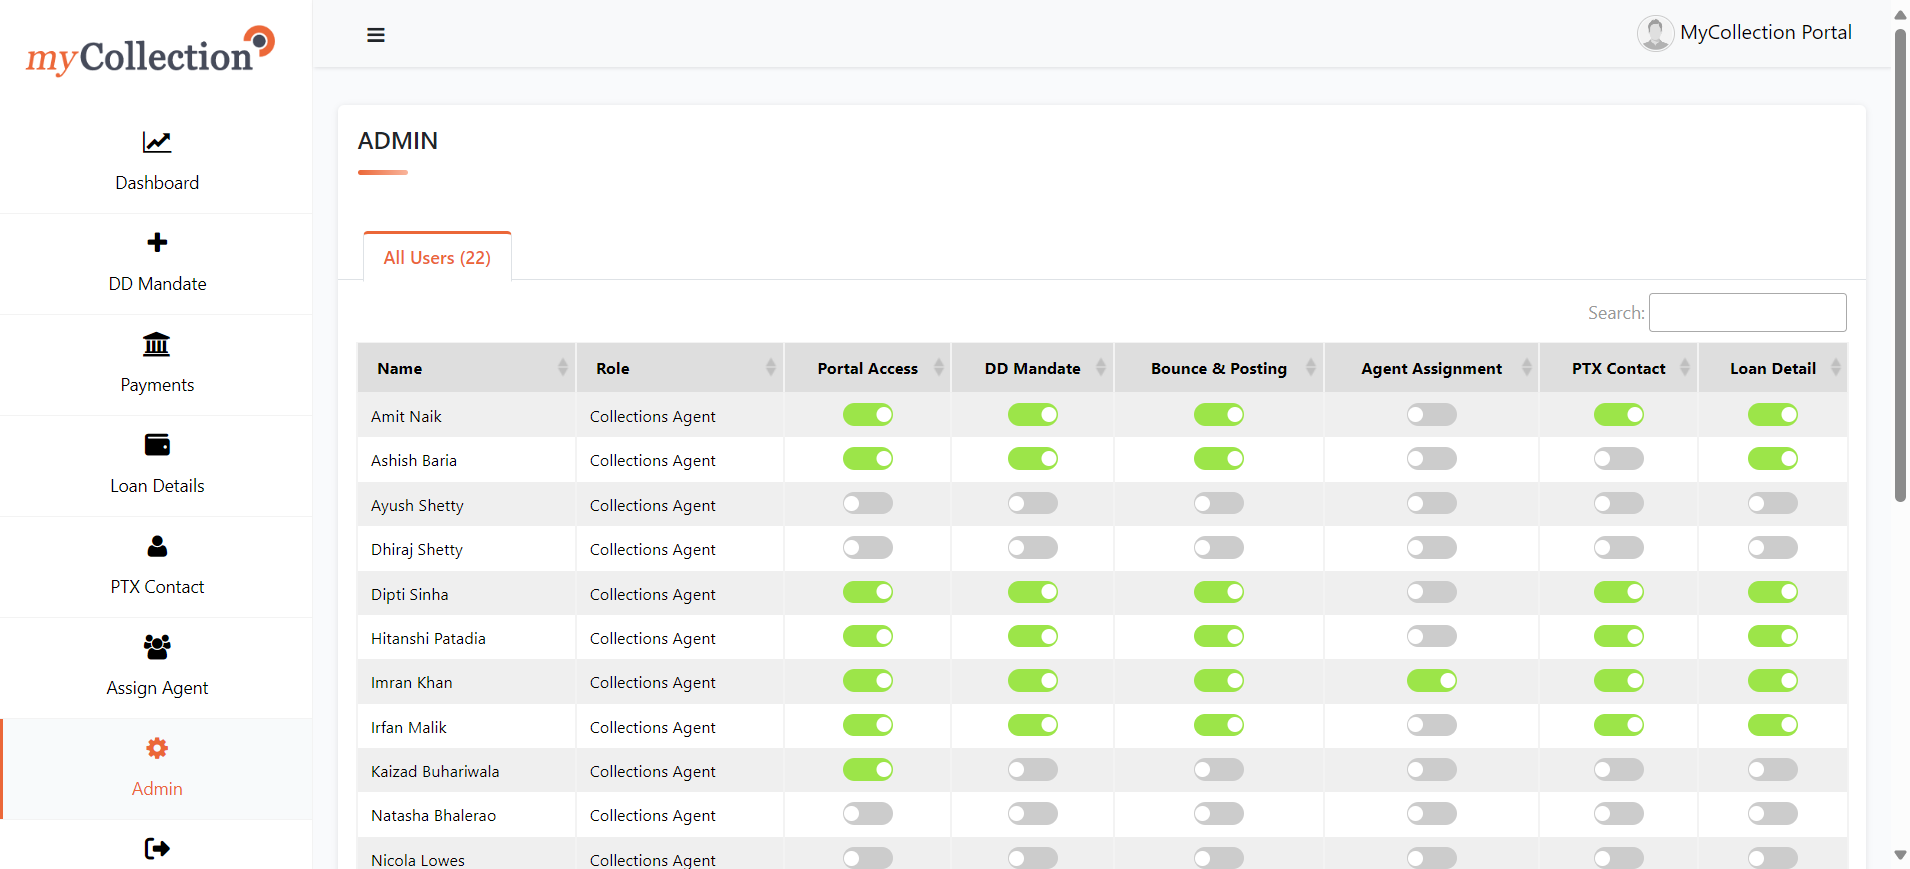 myCollection
MyCollection Portal
Dashboard
DD Mandate
Payments
Loan Details
PTX Contact
Assign Agent
Admin
ADMIN
All Users (22)
Search:
Name Role Portal Access DD Mandate Bounce & Posting Agent Assignment PTX Contact Loan Detail
Amit Naik Collections Agent
Ashish Baria Collections Agent
Ayush Shetty Collections Agent
Dhiraj Shetty Collections Agent
Dipti Sinha Collections Agent
Hitanshi Patadia Collections Agent
Imran Khan Collections Agent
Irfan Malik Collections Agent
Kaizad Buhariwala Collections Agent
Natasha Bhalerao Collections Agent
Nicola Lowes Collections Agent